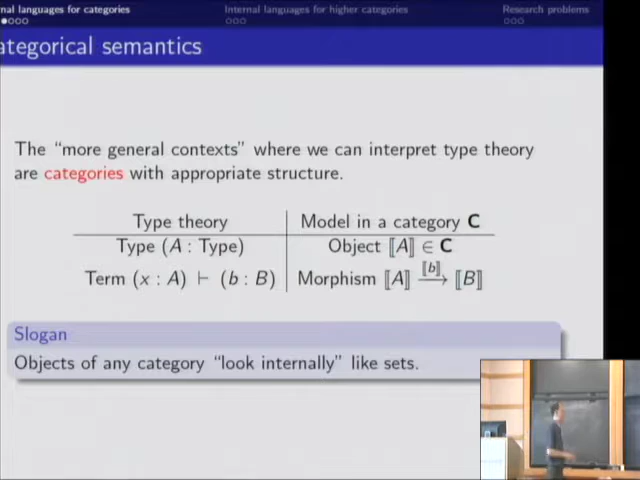 nal languages for categories Internal languages for higher categories Research problems
ategorical semantics
The “more general contexts” where we can interpret type theory
are categories with appropriate structure.
Type theory Model in a category C
Type (A : Type) Object ⟦A⟧ ∈ C
Term (x : A) ⊢ (b : B) Morphism ⟦A⟧ ⟶ ⟦B⟧ ⟦b⟧
Slogan
Objects of any category “look internally” like sets.